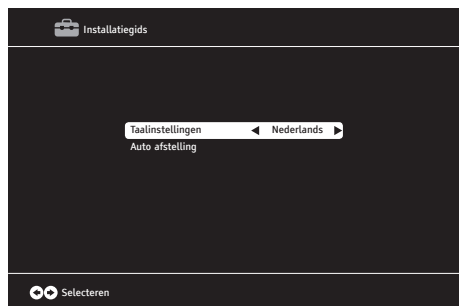 Installatiegids
Taalinstellingen Nederlands
Auto afstelling
Selecteren